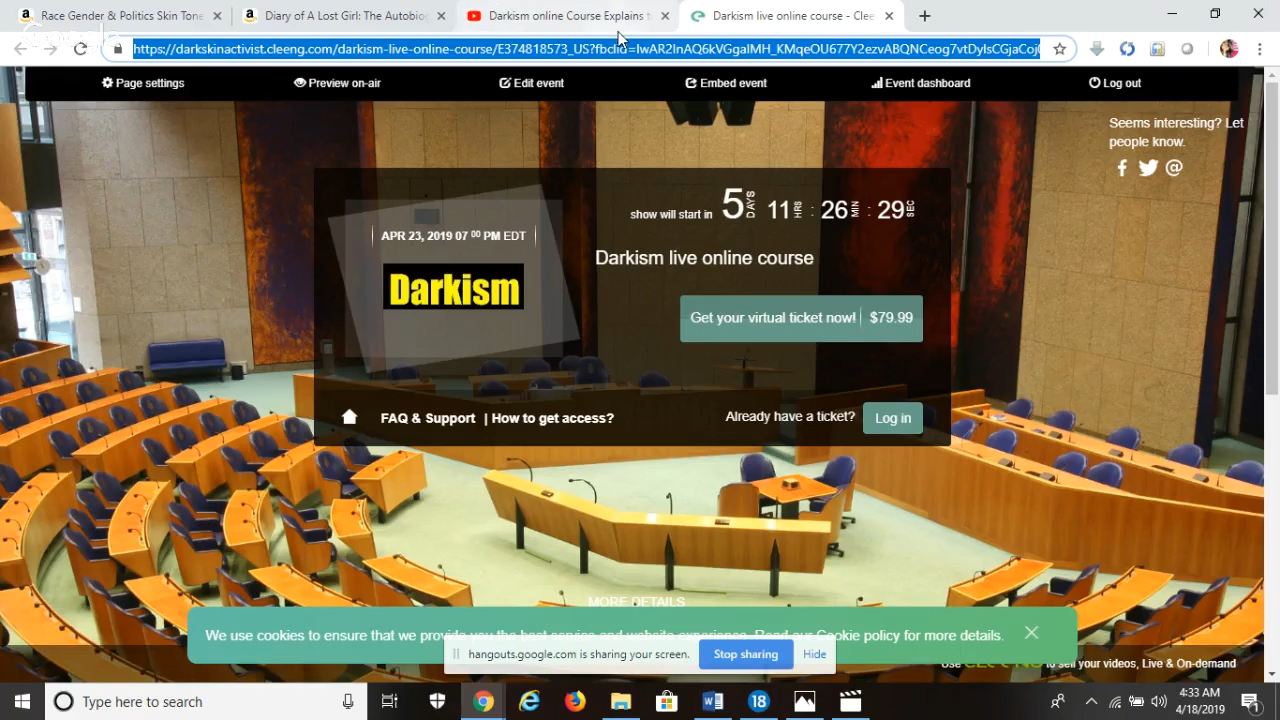 Race Gender & Politics Skin Tone
Diary of A Lost Girl: The Autobiog
Darkism online Course Explains t
Darkism live online course - Clee
https://darkskinactivist.cleeng.com/darkism-live-online-course/E374818573_US?fbclid=
Page settings
Preview on-air
Edit event
Embed event
Event dashboard
Log out
Seems interesting? Let
people know.
show will start in 5 DAYS 11 HRS : 26 MIN : 29 SEC
APR 23, 2019 07 00 PM EDT
Darkism live online course
Darkism
Get your virtual ticket now! $79.99
FAQ & Support | How to get access?
Already have a ticket? Log in
MORE DETAILS
We use cookies to ensure that we provide you the best service and website experience. Read our Cookie policy for more details.
hangouts.google.com is sharing your screen. Stop sharing Hide
Use CLEENG to sell your videos, Live & On-demand
Type here to search
18
4:33 AM
4/18/2019
1